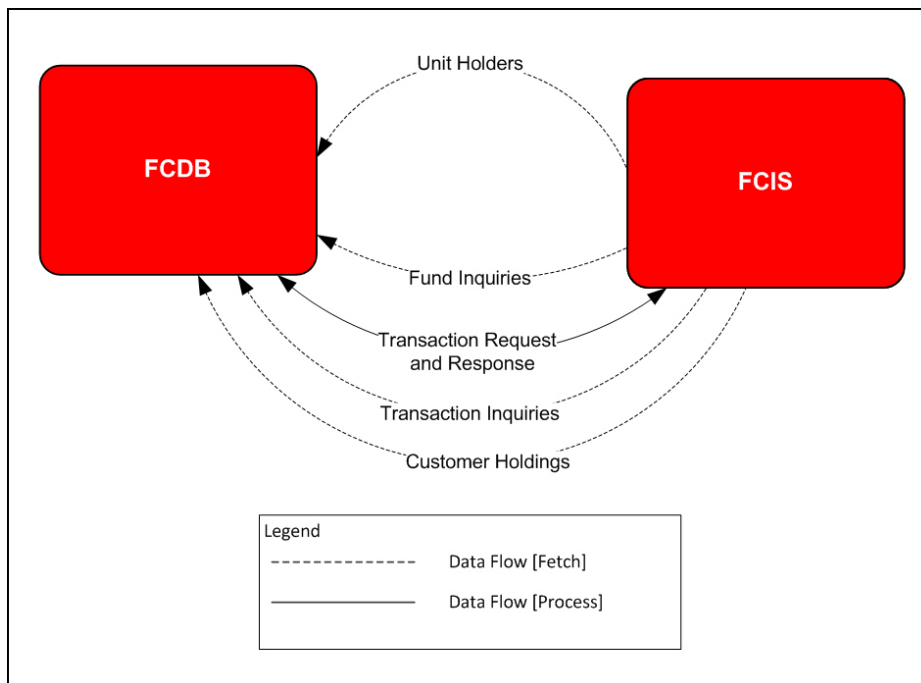 Unit Holders
FCDB
FCIS
Fund Inquiries
Transaction Request
and Response
Transaction Inquiries
Customer Holdings
Legend
Data Flow [Fetch]
Data Flow [Process]